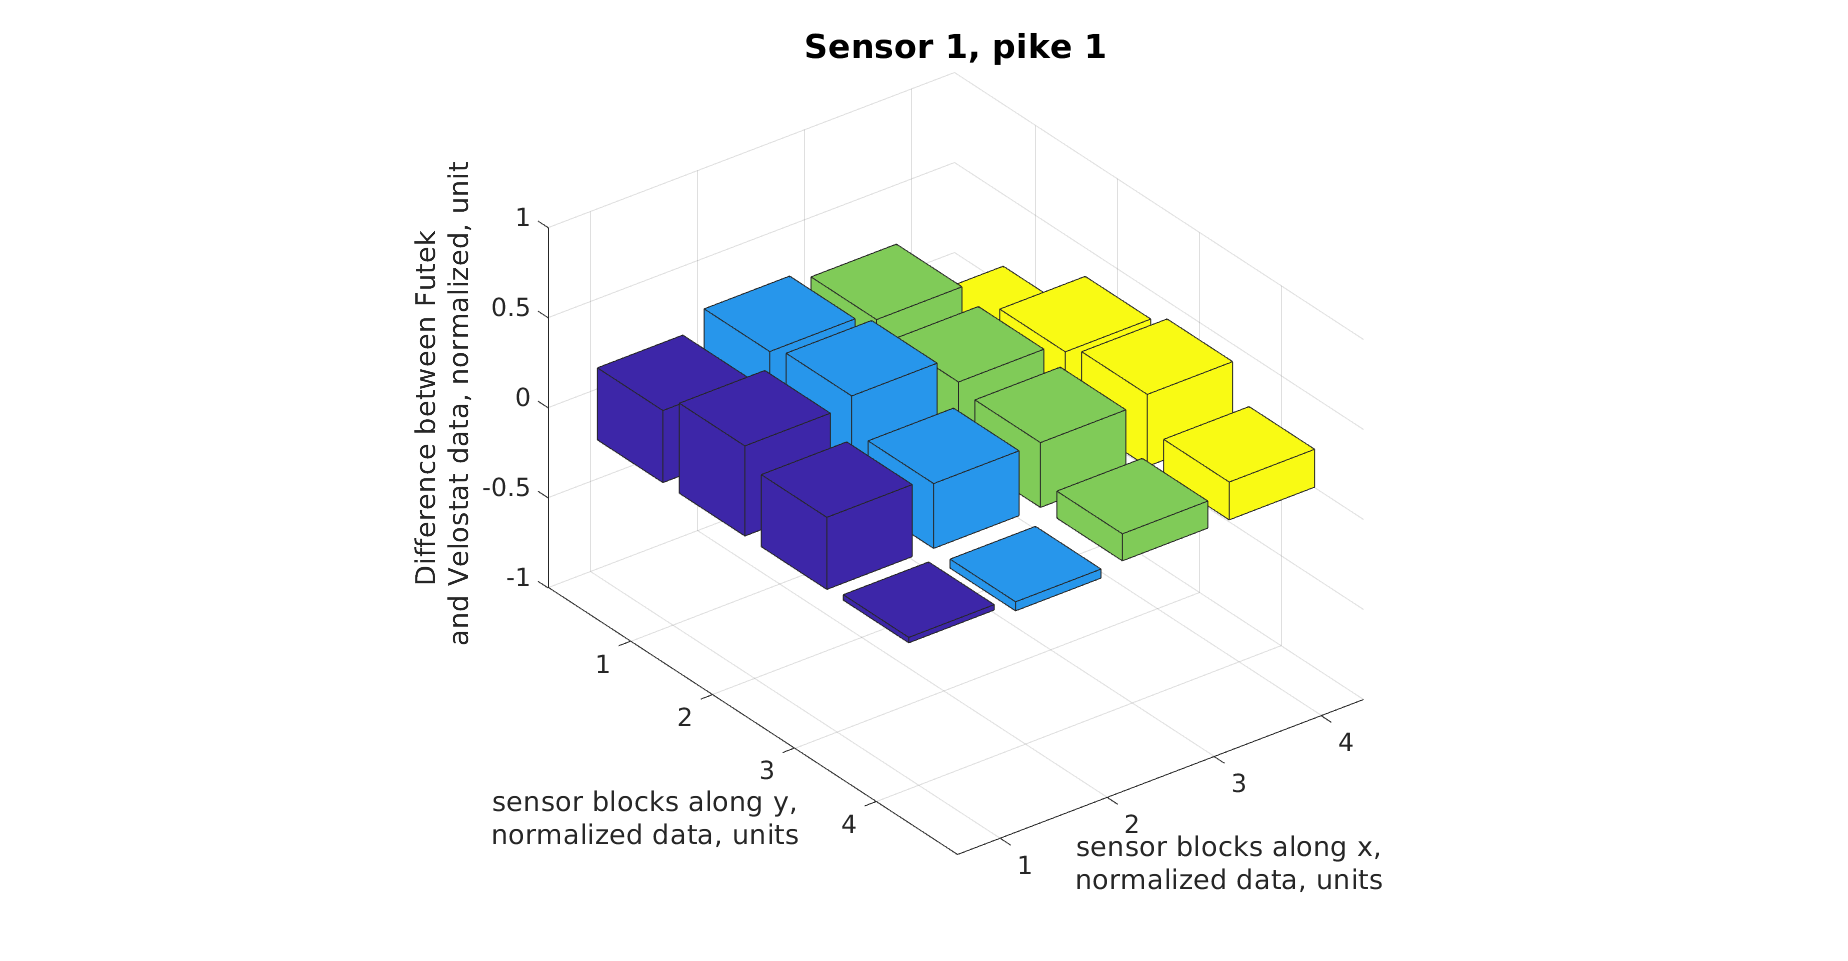 Sensor 1, pike 1
Difference between Futek
and Velostat data, normalized, unit
1
0.5
0
-0.5
-1
1
2
3
4
sensor blocks along y,
normalized data, units
1
2
3
4
sensor blocks along x,
normalized data, units